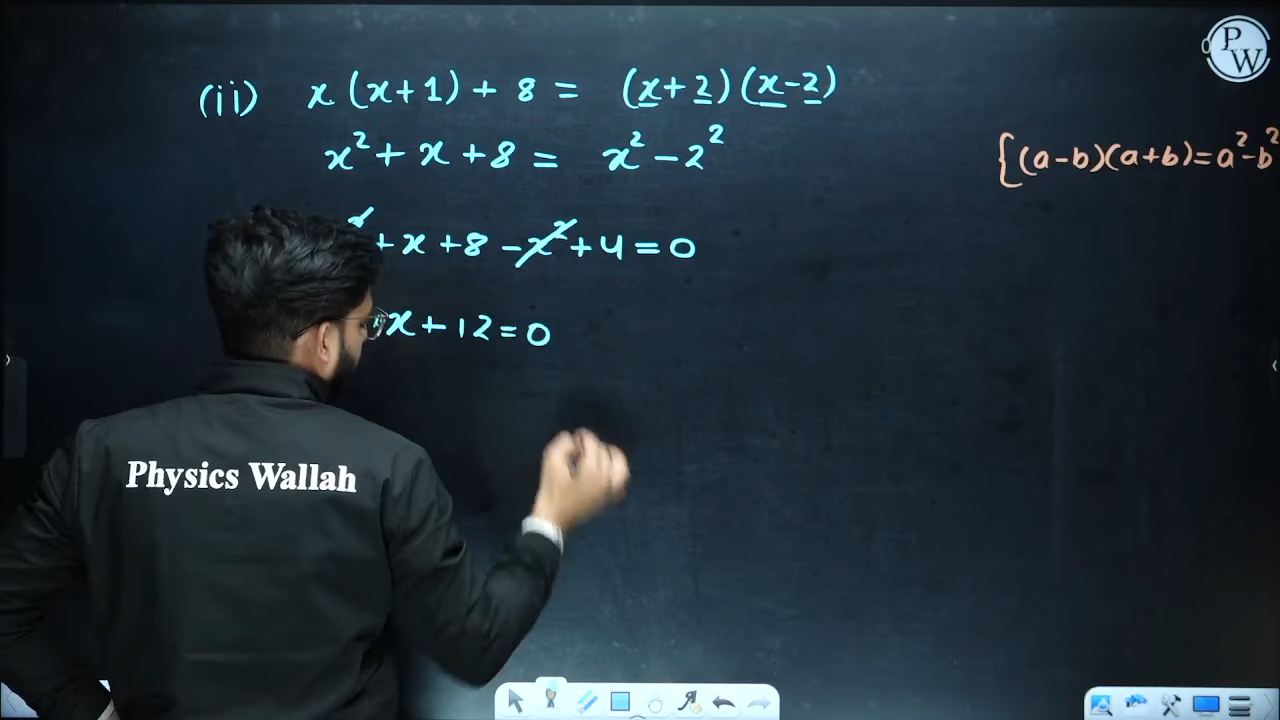 PW
(ii) x (x+1) + 8 = (x+2) (x-2)
x² + x + 8 = x² - 2²
{(a-b)(a+b) = a²-b²
+ x + 8 - x² + 4 = 0
x + 12 = 0
Physics Wallah